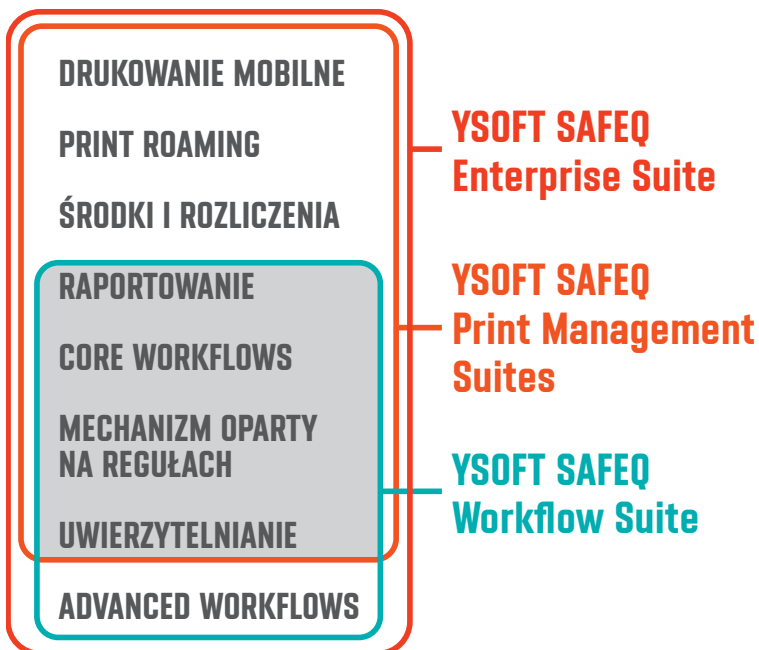 DRUKOWANIE MOBILNE
PRINT ROAMING
ŚRODKI I ROZLICZENIA
RAPORTOWANIE
CORE WORKFLOWS
MECHANIZM OPARTY
NA REGUŁACH
UWIERZYTELNIANIE
ADVANCED WORKFLOWS
YSOFT SAFEQ
Enterprise Suite
YSOFT SAFEQ
Print Management
Suites
YSOFT SAFEQ
Workflow Suite